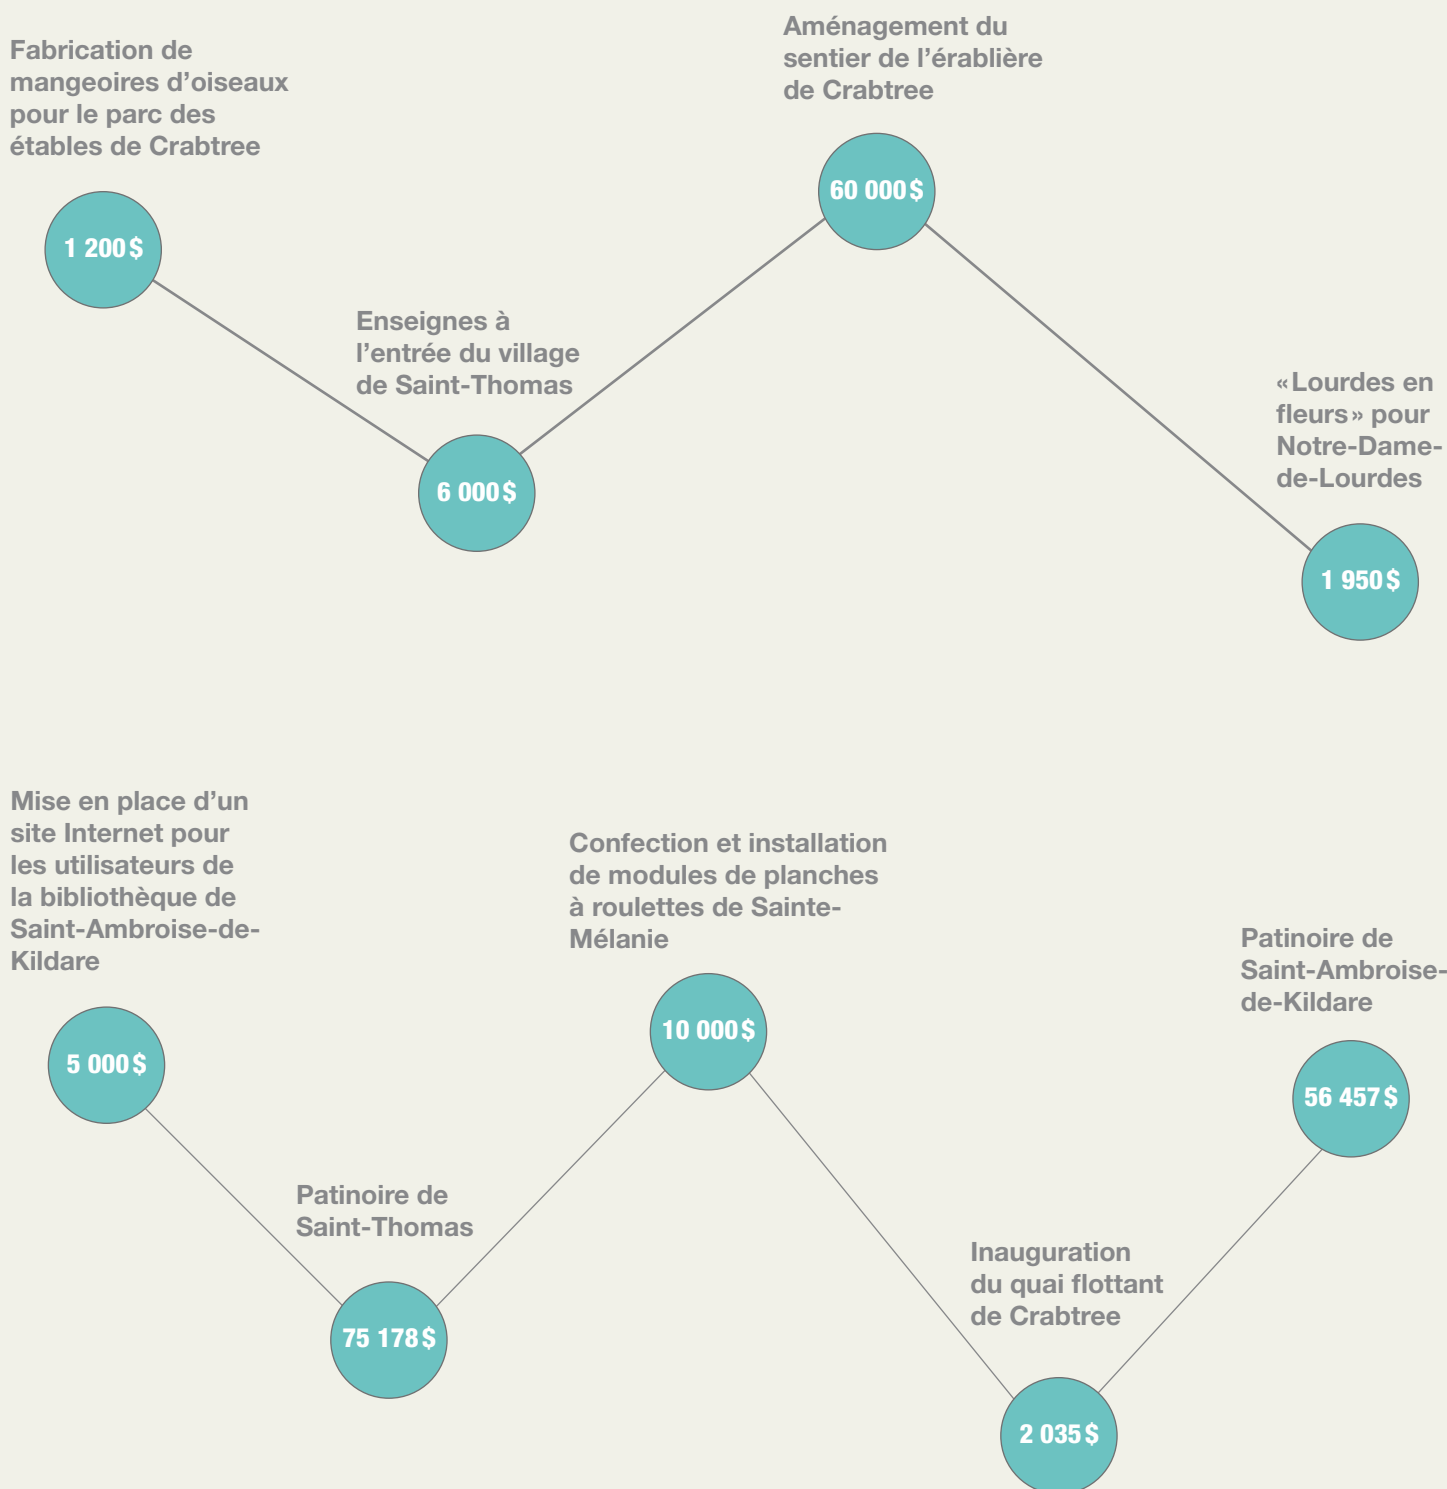 Fabrication de
mangeoires d’oiseaux
pour le parc des
étables de Crabtree
1 200 $
Enseignes à
l’entrée du village
de Saint-Thomas
6 000 $
Aménagement du
sentier de l’érablière
de Crabtree
60 000 $
« Lourdes en
fleurs » pour
Notre-Dame-
de-Lourdes
1 950 $
Mise en place d’un
site Internet pour
les utilisateurs de
la bibliothèque de
Saint-Ambroise-de-
Kildare
5 000 $
Patinoire de
Saint-Thomas
75 178 $
Confection et installation
de modules de planches
à roulettes de Sainte-
Mélanie
10 000 $
Inauguration
du quai flottant
de Crabtree
2 035 $
Patinoire de
Saint-Ambroise-
de-Kildare
56 457 $